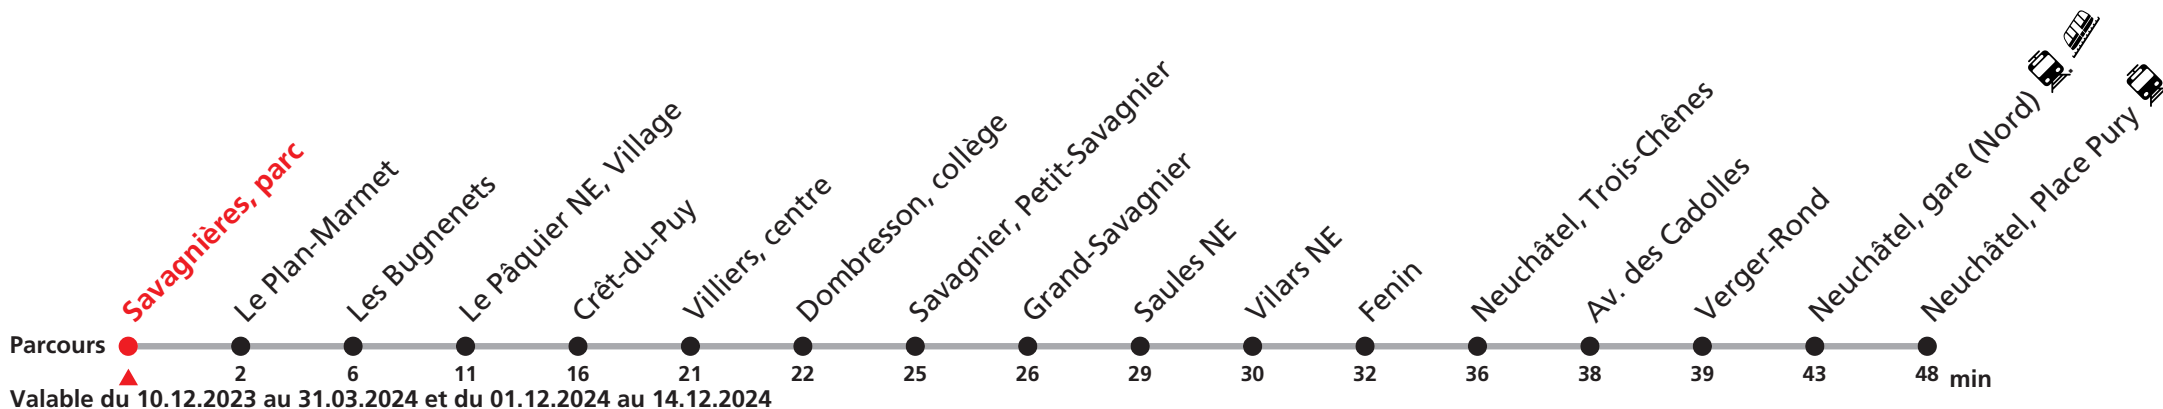 Savagnières, parc
Le Plan-Marmet
Les Bugnenets
Le Pâquier NE, Village
Crêt-du-Puy
Villiers, centre
Dombresson, collège
Savagnier, Petit-Savagnier
Grand-Savagnier
Saules NE
Vilars NE
Fenin
Neuchâtel, Trois-Chênes
Av. des Cadolles
Verger-Rond
Neuchâtel, gare (Nord)
Neuchâtel, Place Pury
Parcours
2 6 11 16 21 22 25 26 29 30 32 36 38 39 43 48 min
Valable du 10.12.2023 au 31.03.2024 et du 01.12.2024 au 14.12.2024